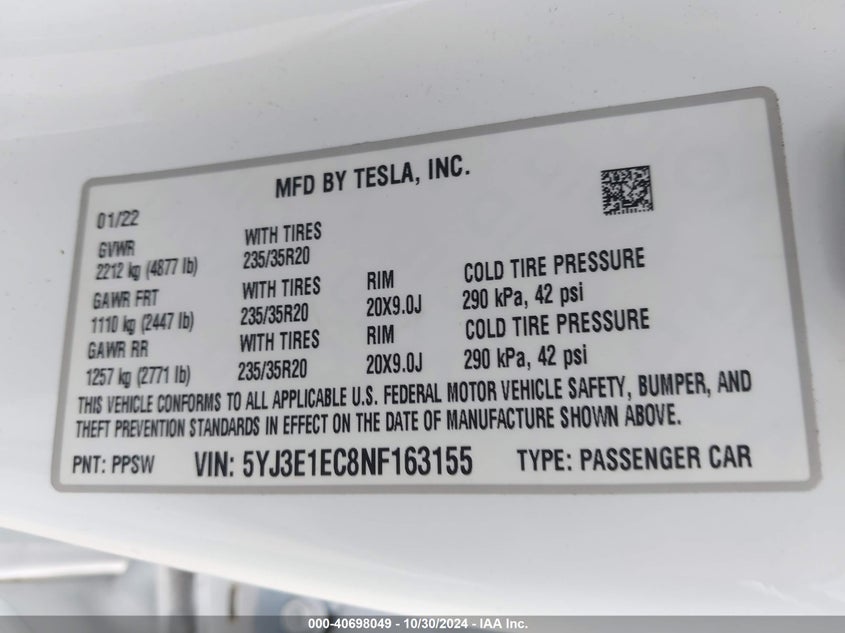 MFD BY TESLA, INC.
01/22
GVWR
2212 kg (4877 lb)
WITH TIRES
235/35R20
GAWR FRT
1110 kg (2447 lb)
WITH TIRES
235/35R20
RIM
20X9.0J
COLD TIRE PRESSURE
290 kPa, 42 psi
GAWR RR
1257 kg (2771 lb)
WITH TIRES
235/35R20
RIM
20X9.0J
COLD TIRE PRESSURE
290 kPa, 42 psi
THIS VEHICLE CONFORMS TO ALL APPLICABLE U.S. FEDERAL MOTOR VEHICLE SAFETY, BUMPER, AND
THEFT PREVENTION STANDARDS IN EFFECT ON THE DATE OF MANUFACTURE SHOWN ABOVE.
PNT: PPSW VIN: 5YJ3E1EC8NF163155 TYPE: PASSENGER CAR
000-40698049 - 10/30/2024 - IAA Inc.